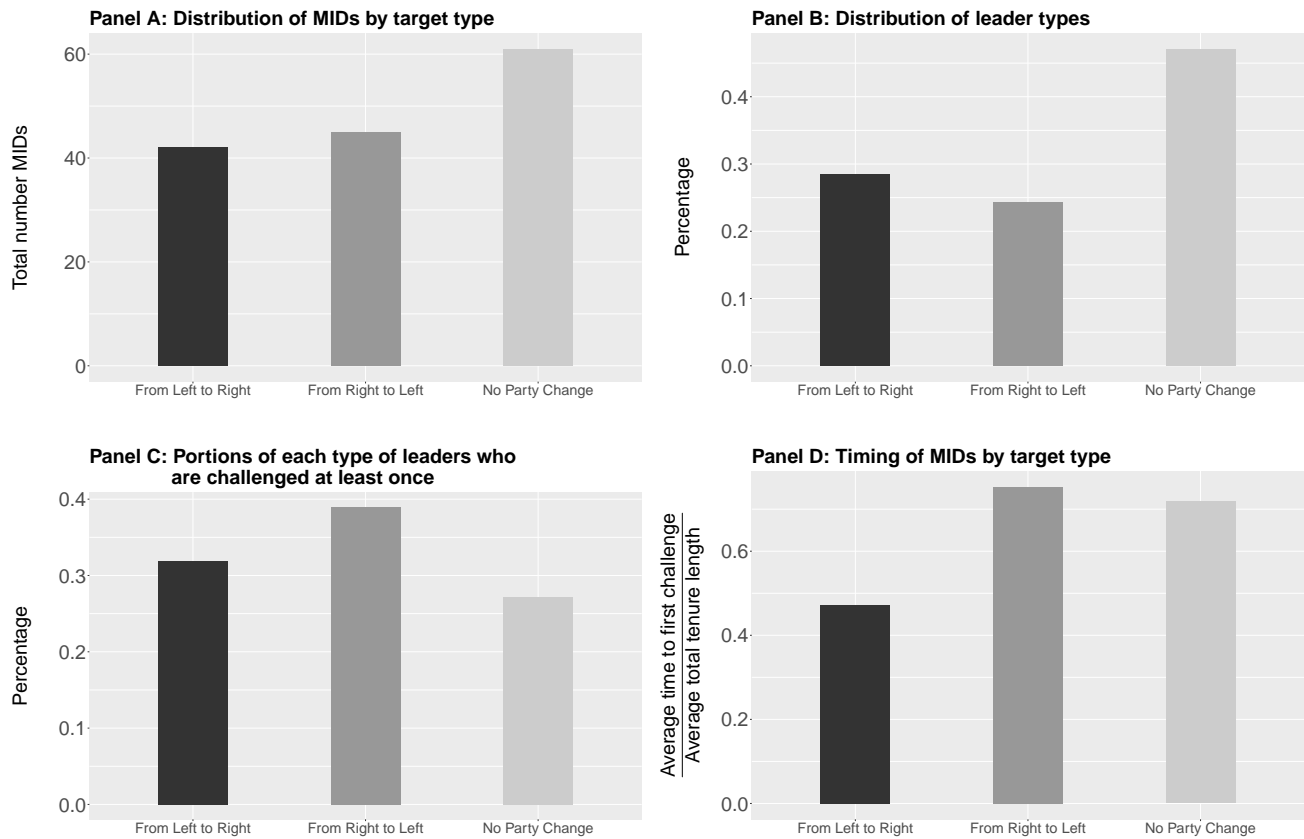 Panel A: Distribution of MIDs by target type
Total number MIDs
60
40
20
0
From Left to Right
From Right to Left
No Party Change
Panel B: Distribution of leader types
Percentage
0.4
0.3
0.2
0.1
0.0
From Left to Right
From Right to Left
No Party Change
Panel C: Portions of each type of leaders who
are challenged at least once
Percentage
0.4
0.3
0.2
0.1
0.0
From Left to Right
From Right to Left
No Party Change
Panel D: Timing of MIDs by target type
Average time to first challenge
Average total tenure length
0.6
0.4
0.2
0.0
From Left to Right
From Right to Left
No Party Change